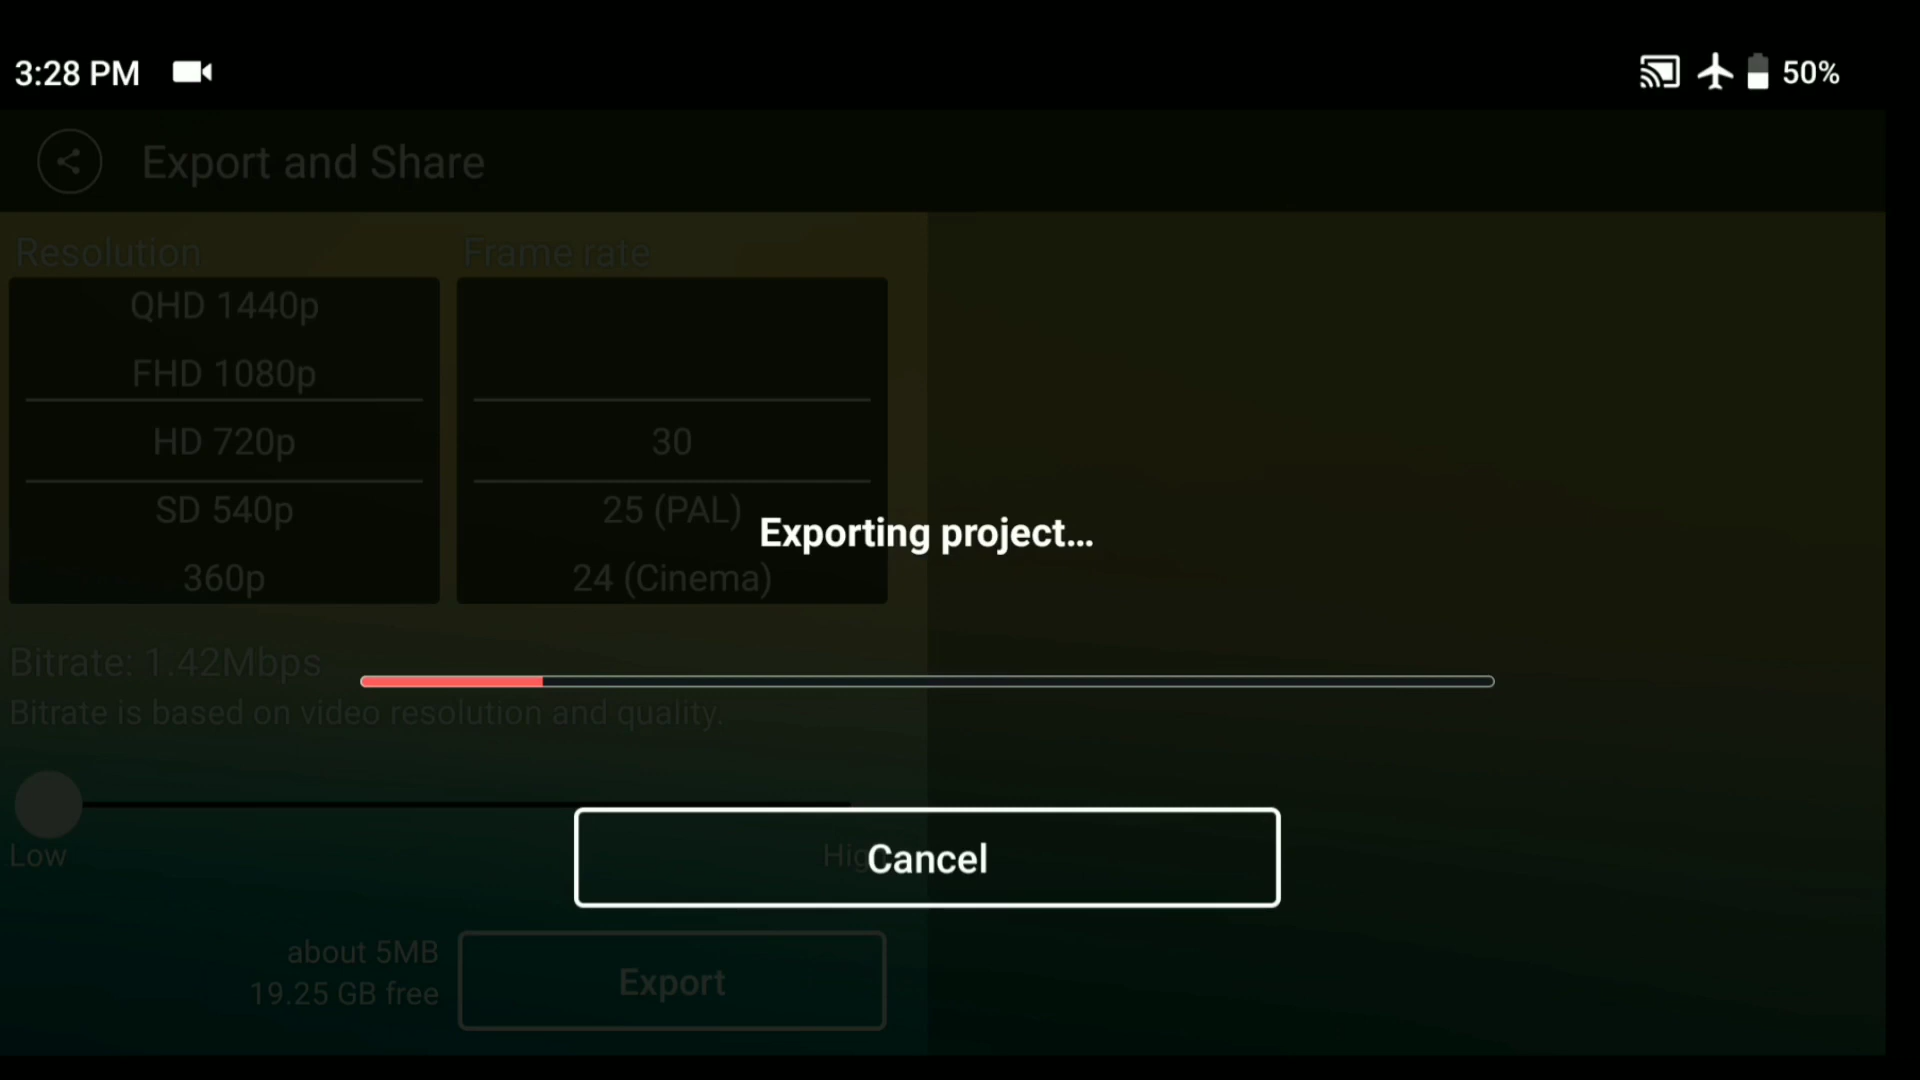 3:28 PM
50%
Export and Share
Resolution
Frame rate
QHD 1440p
FHD 1080p
HD 720p
SD 540p
360p
30
25 (PAL)
24 (Cinema)
Exporting project...
Bitrate: 1.42Mbps
Bitrate is based on video resolution and quality.
Low
Hig
Cancel
about 5MB
19.25 GB free
Export